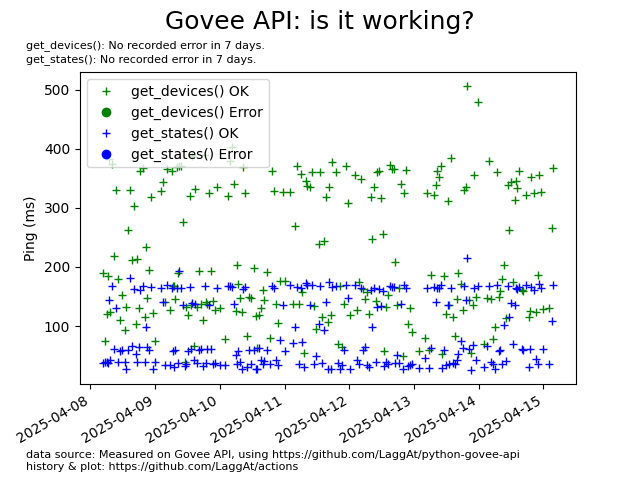 Govee API: is it working?
get_devices(): No recorded error in 7 days.
get_states(): No recorded error in 7 days.
get_devices() OK
get_devices() Error
get_states() OK
get_states() Error
Ping (ms)
500
400
300
200
100
2025-04-08
2025-04-09
2025-04-10
2025-04-11
2025-04-12
2025-04-13
2025-04-14
2025-04-15
data source: Measured on Govee API, using https://github.com/LaggAt/python-govee-api
history & plot: https://github.com/LaggAt/actions